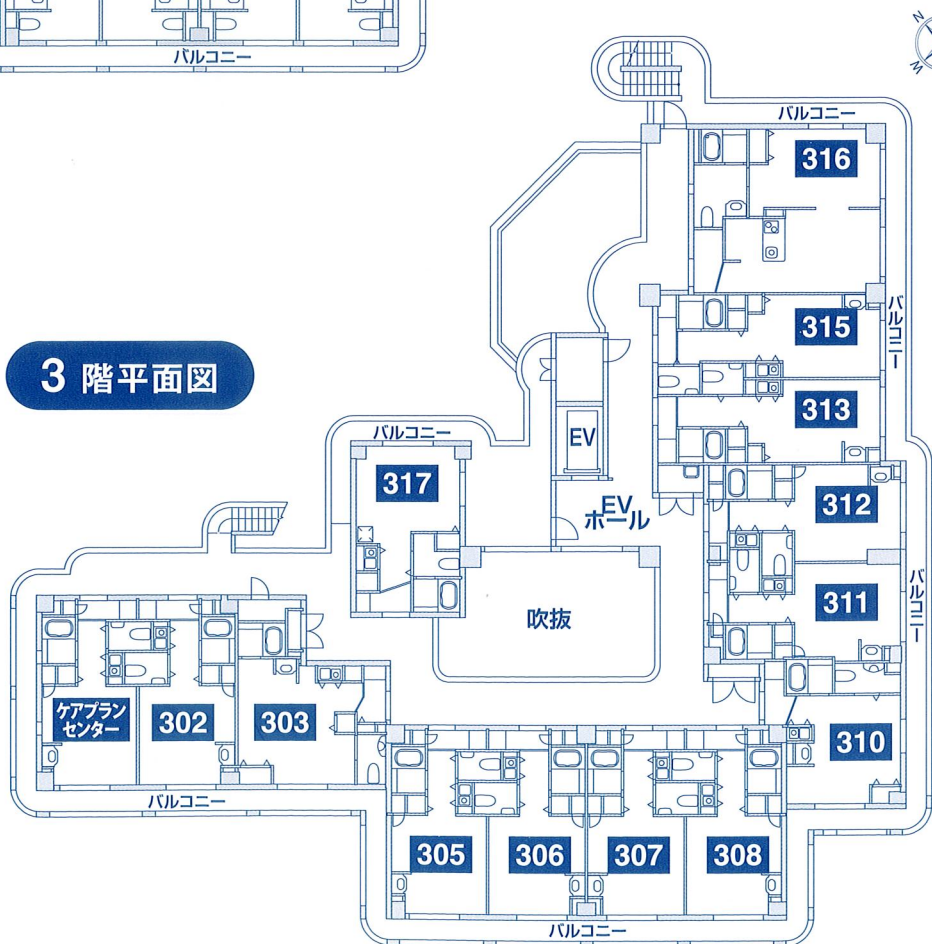 バルコニー
N
W
バルコニー
316
バルコニー
315
3 階平面図
313
バルコニー
EV
317
312
EV
ホール
バルコニー
311
吹抜
ケアプラン
センター
302
303
310
バルコニー
305
306
307
308
バルコニー